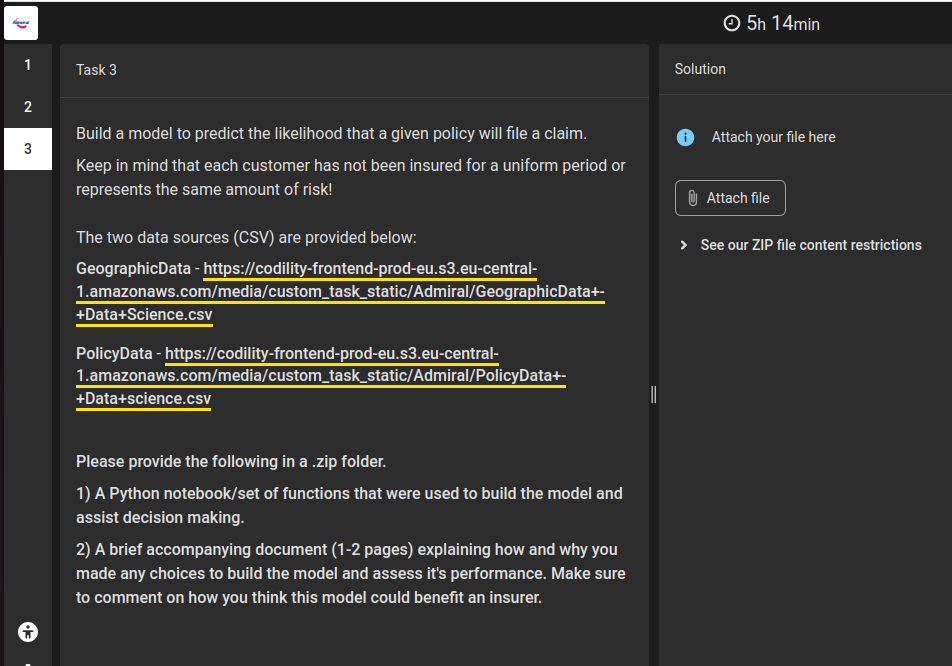 Admiral
5h 14min
1
2
3
Task 3
Build a model to predict the likelihood that a given policy will file a claim.
Keep in mind that each customer has not been insured for a uniform period or
represents the same amount of risk!
The two data sources (CSV) are provided below:
GeographicData - https://codility-frontend-prod-eu.s3.eu-central-
1.amazonaws.com/media/custom_task_static/Admiral/GeographicData+-
+Data+Science.csv
PolicyData - https://codility-frontend-prod-eu.s3.eu-central-
1.amazonaws.com/media/custom_task_static/Admiral/PolicyData+-
+Data+science.csv
Please provide the following in a .zip folder.
1) A Python notebook/set of functions that were used to build the model and
assist decision making.
2) A brief accompanying document (1-2 pages) explaining how and why you
made any choices to build the model and assess it's performance. Make sure
to comment on how you think this model could benefit an insurer.
Solution
Attach your file here
Attach file
See our ZIP file content restrictions